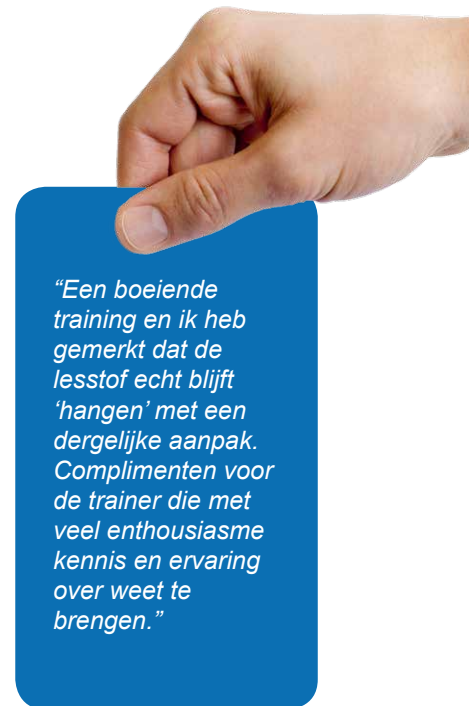 “Een boeiende
training en ik heb
gemerkt dat de
lesstof echt blijft
‘hangen’ met een
dergelijke aanpak.
Complimenten voor
de trainer die met
veel enthousiasme
kennis en ervaring
over weet te
brengen.”